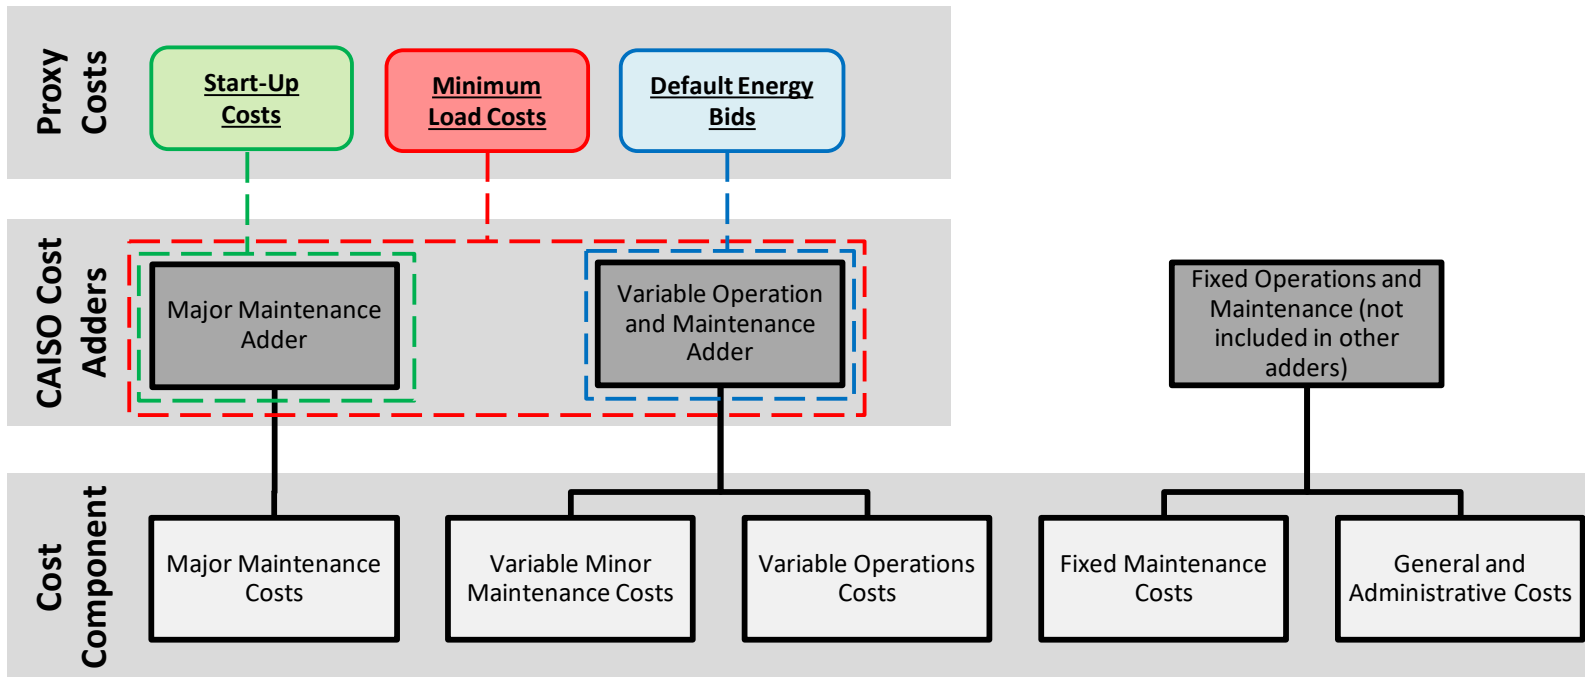 Proxy
Costs
Start-Up
Costs
Minimum
Load Costs
Default Energy
Bids
CAISO Cost
Adders
Major Maintenance
Adder
Variable Operation
and Maintenance
Adder
Fixed Operations and
Maintenance (not
included in other
adders)
Cost
Component
Major Maintenance
Costs
Variable Minor
Maintenance Costs
Variable Operations
Costs
Fixed Maintenance
Costs
General and
Administrative Costs